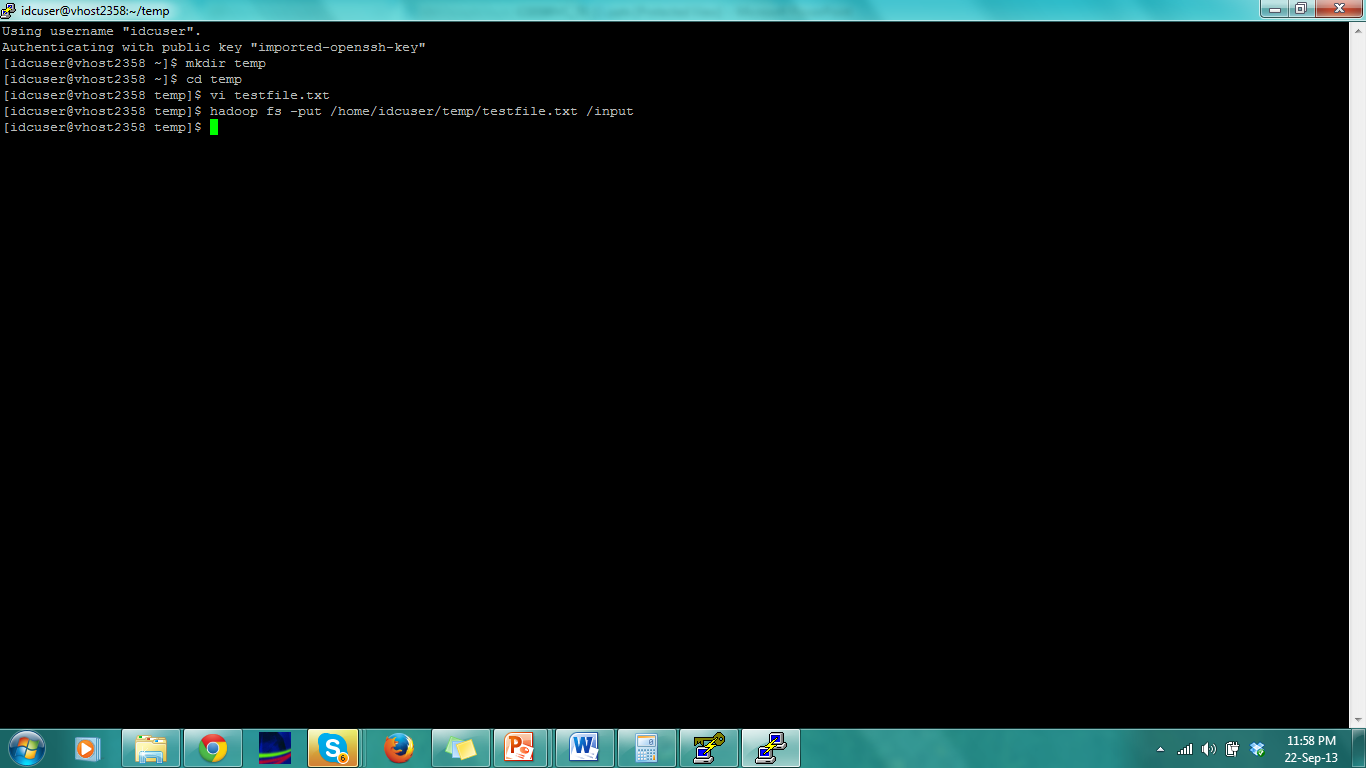 idcuser@vhost2358:~/temp
Using username "idcuser".
Authenticating with public key "imported-openssh-key"
[idcuser@vhost2358 ~]$ mkdir temp
[idcuser@vhost2358 ~]$ cd temp
[idcuser@vhost2358 temp]$ vi testfile.txt
[idcuser@vhost2358 temp]$ hadoop fs -put /home/idcuser/temp/testfile.txt /input
[idcuser@vhost2358 temp]$
6
11:58 PM
22-Sep-13